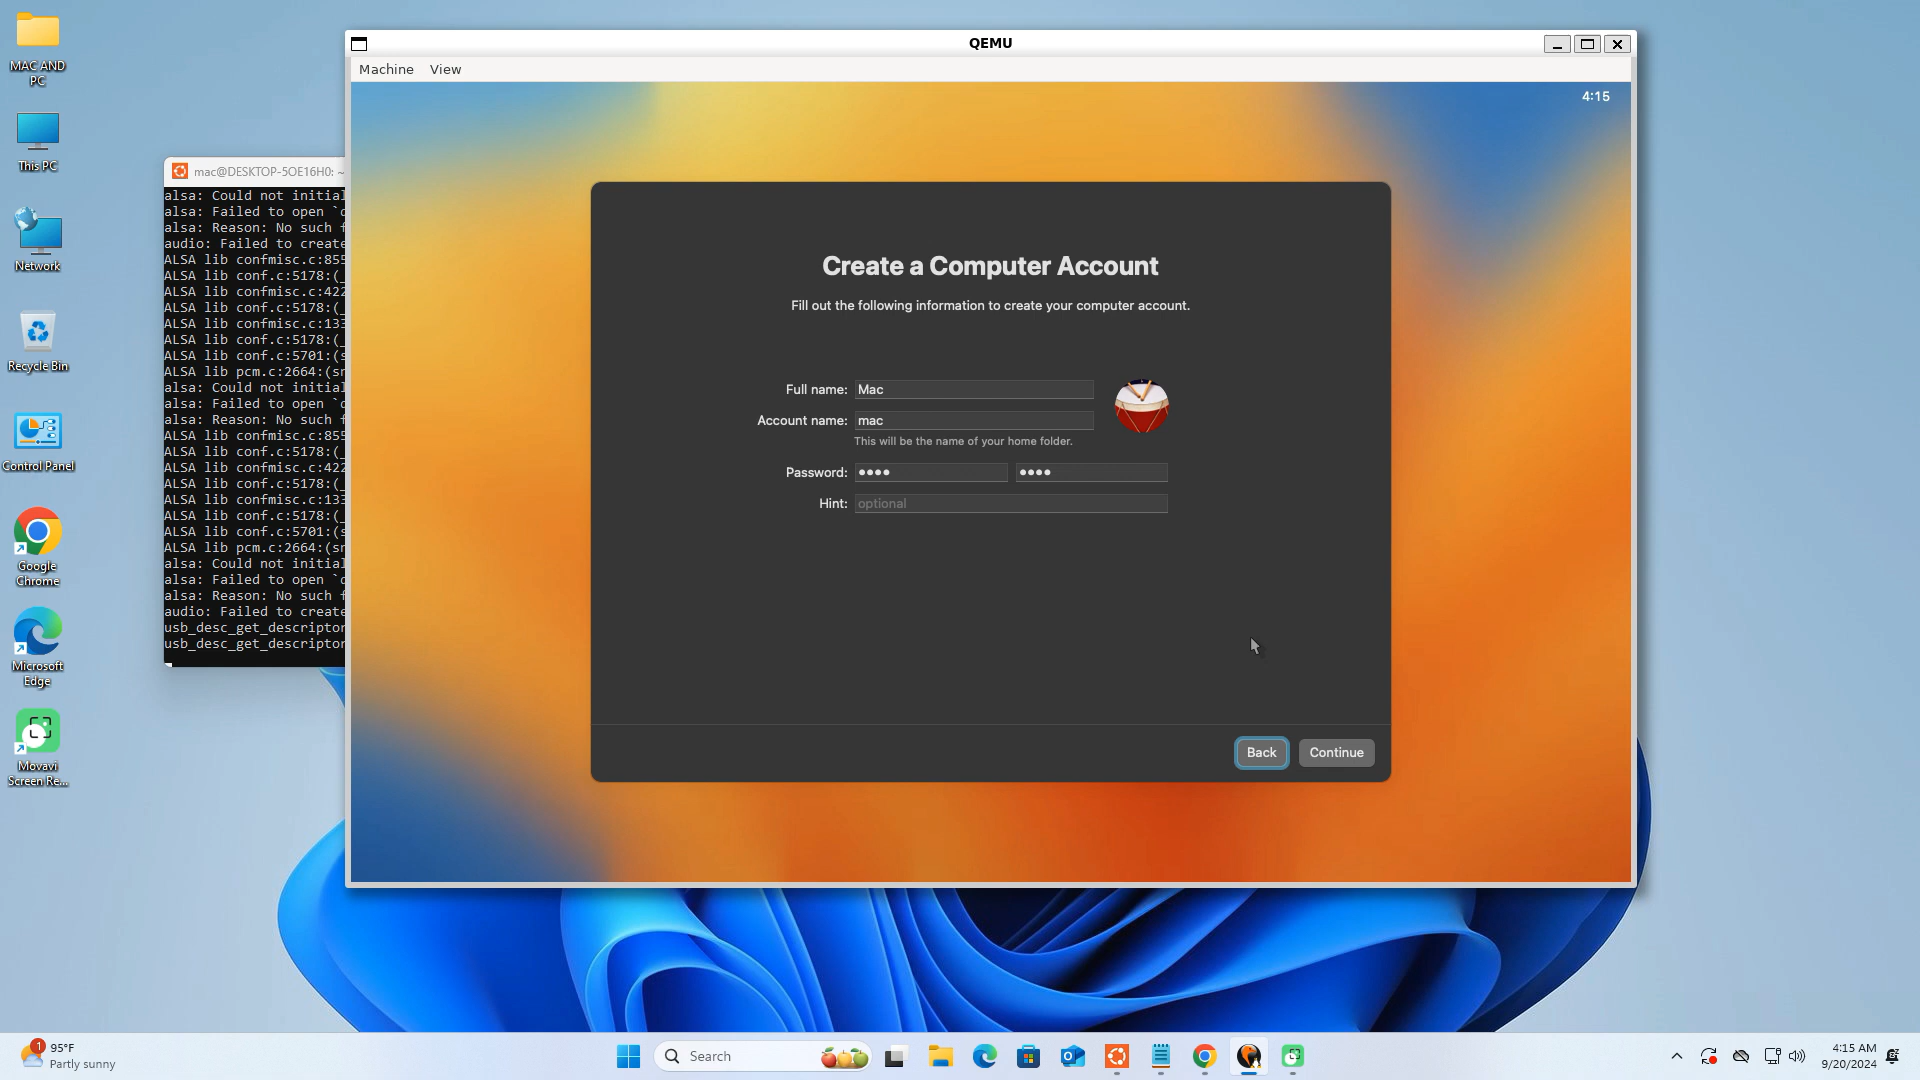 MAC AND
PC
This PC
Network
Recycle Bin
Control Panel
Google
Chrome
Microsoft
Edge
Movavi
Screen Re...
mac@DESKTOP-5OE16H0: ~
alsa: Could not initial
alsa: Failed to open `d
alsa: Reason: No such f
audio: Failed to create
ALSA lib confmisc.c:855
ALSA lib conf.c:5178:(_
ALSA lib confmisc.c:422
ALSA lib conf.c:5178:(_
ALSA lib confmisc.c:133
ALSA lib conf.c:5178:(_
ALSA lib conf.c:5701:(s
ALSA lib pcm.c:2664:(sn
alsa: Could not initial
alsa: Failed to open `d
alsa: Reason: No such f
ALSA lib confmisc.c:855
ALSA lib conf.c:5178:(_
ALSA lib confmisc.c:422
ALSA lib conf.c:5178:(_
ALSA lib confmisc.c:133
ALSA lib conf.c:5178:(_
ALSA lib conf.c:5701:(s
ALSA lib pcm.c:2664:(sn
alsa: Could not initial
alsa: Failed to open `d
alsa: Reason: No such f
audio: Failed to create
usb_desc_get_descriptor
usb_desc_get_descriptor
QEMU
Machine View
4:15
Create a Computer Account
Fill out the following information to create your computer account.
Full name: Mac
Account name: mac
This will be the name of your home folder.
Password: •••• ••••
Hint: optional
Back Continue
1
95°F
Partly sunny
Search
4:15 AM
9/20/2024